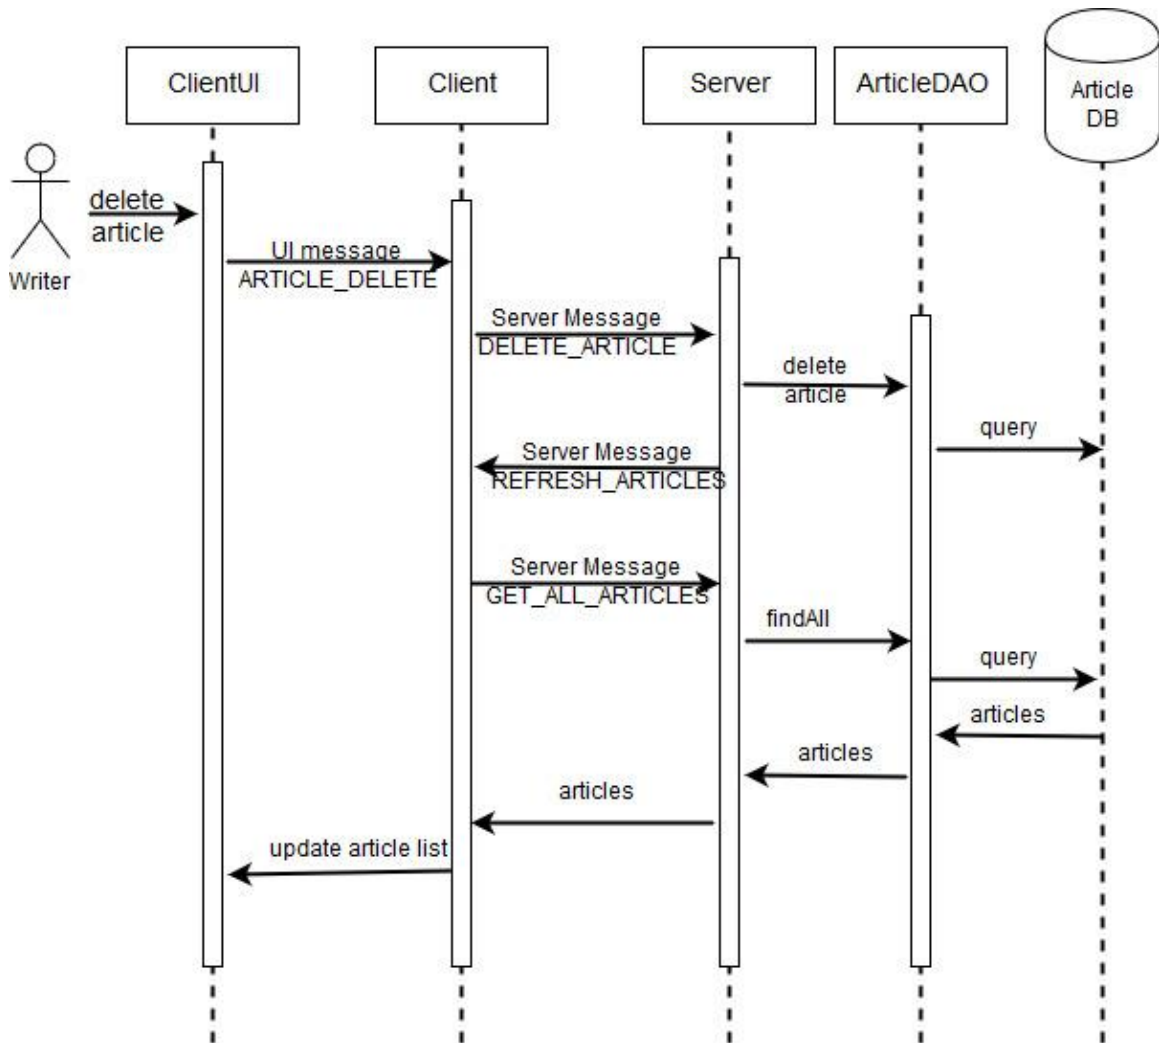 ClientUI
Client
Server
ArticleDAO
Article
DB
Writer
delete
article
UI message
ARTICLE_DELETE
Server Message
DELETE_ARTICLE
delete
article
query
Server Message
REFRESH_ARTICLES
Server Message
GET_ALL_ARTICLES
findAll
query
articles
articles
articles
update article list